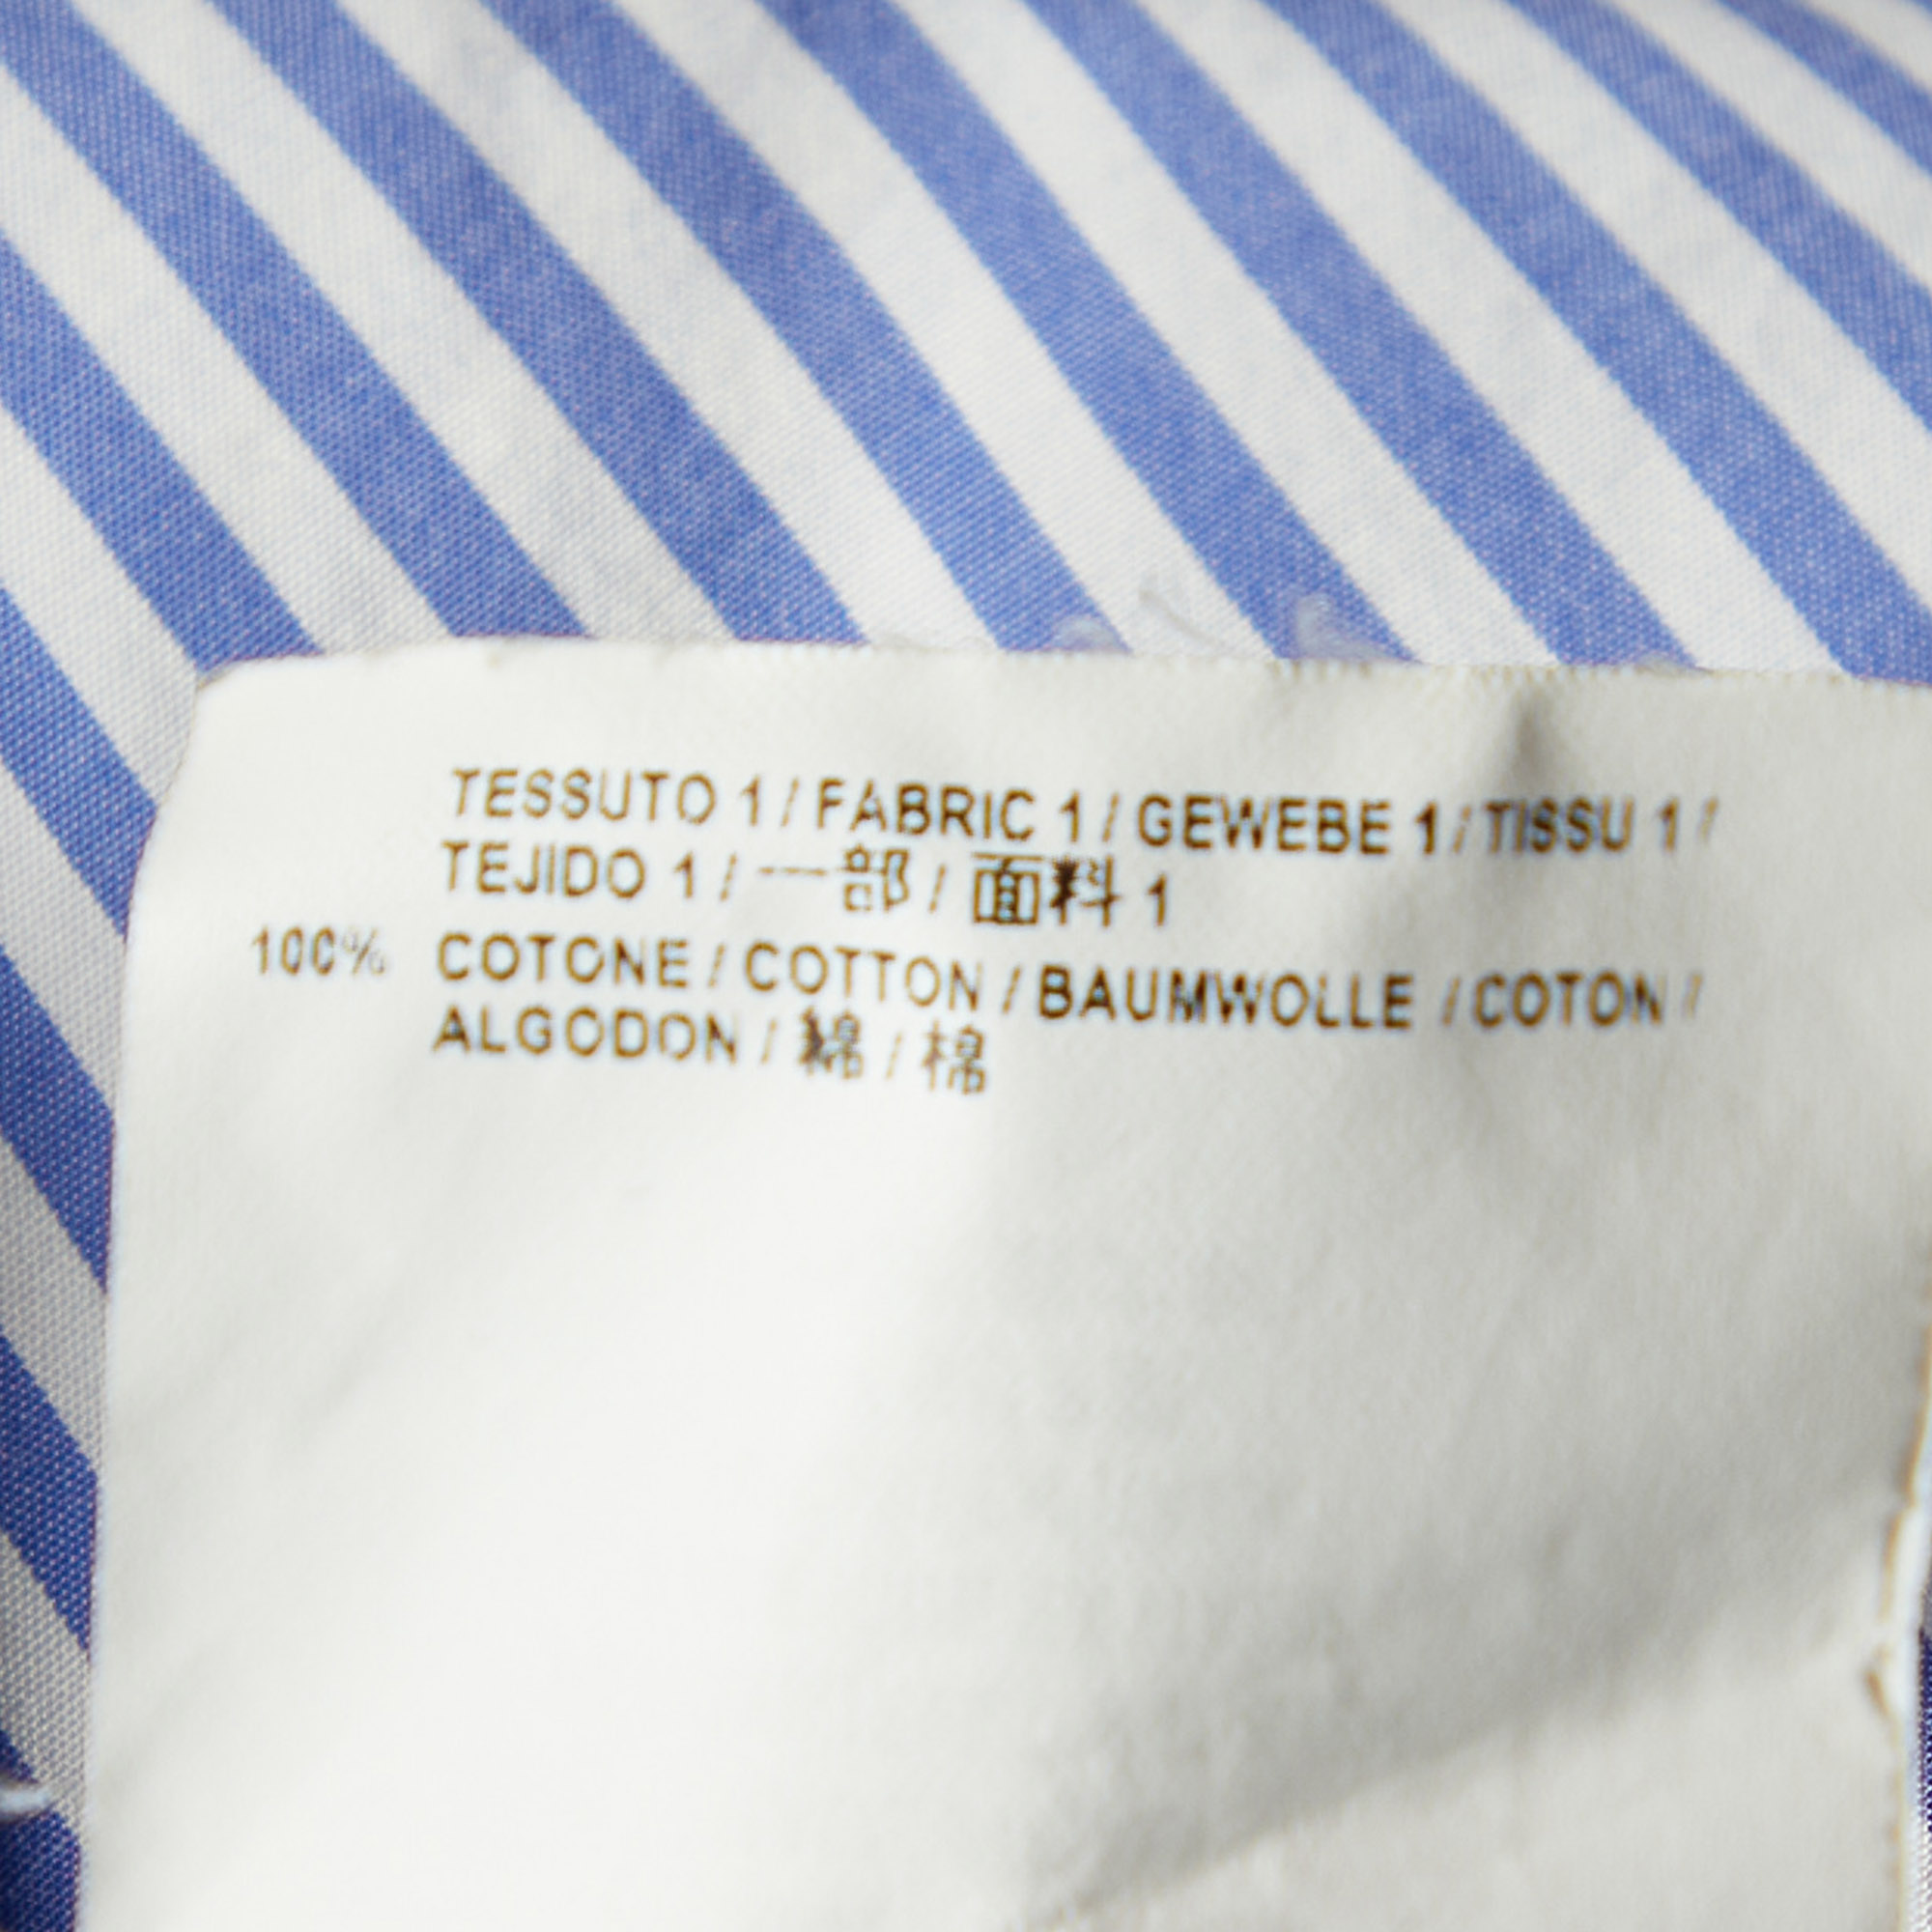 TESSUTO 1 / FABRIC 1 / GEWEBE 1 / TISSU 1 /
TEJIDO 1 / 一部 / 面料 1
100% COTONE / COTTON / BAUMWOLLE / COTON /
ALGODON / 綿 / 棉